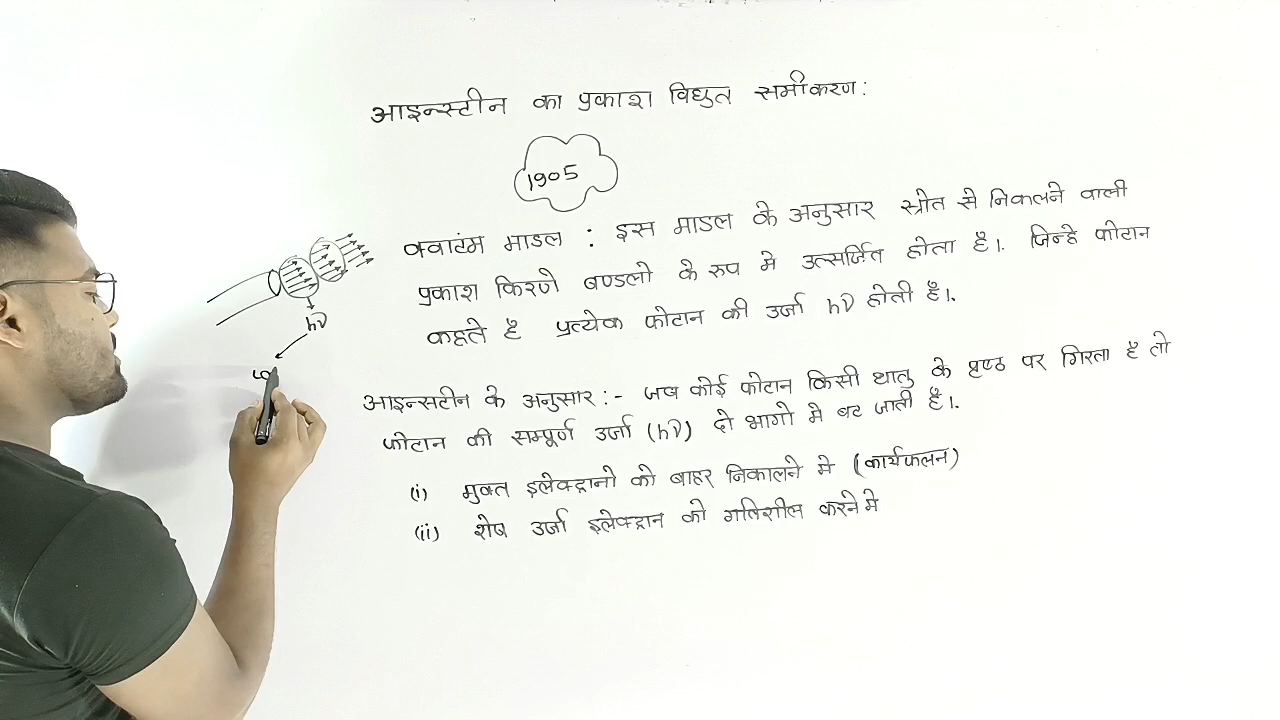 आइन्स्टीन का प्रकाश विद्युत समीकरण:
1905
क्वाटंम माडल : इस माडल के अनुसार स्त्रोत से निकलने वाली
प्रकाश किरणे बण्डलो के रुप मे उत्सर्जित होता है। जिन्हे फोटान
कहते है प्रत्येक फोटान की उर्जा hν होती है।
hν
आइन्सटीन के अनुसार :- जब कोई फोटान किसी धातु के पृष्ठ पर गिरता है तो
फोटान की सम्पूर्ण उर्जा (hν) दो भागो मे बट जाती है।
(i) मुक्त इलेक्ट्रानो को बाहर निकालने मे (कार्यफलन)
(ii) शेष उर्जा इलेक्ट्रान को गतिशील करने मे